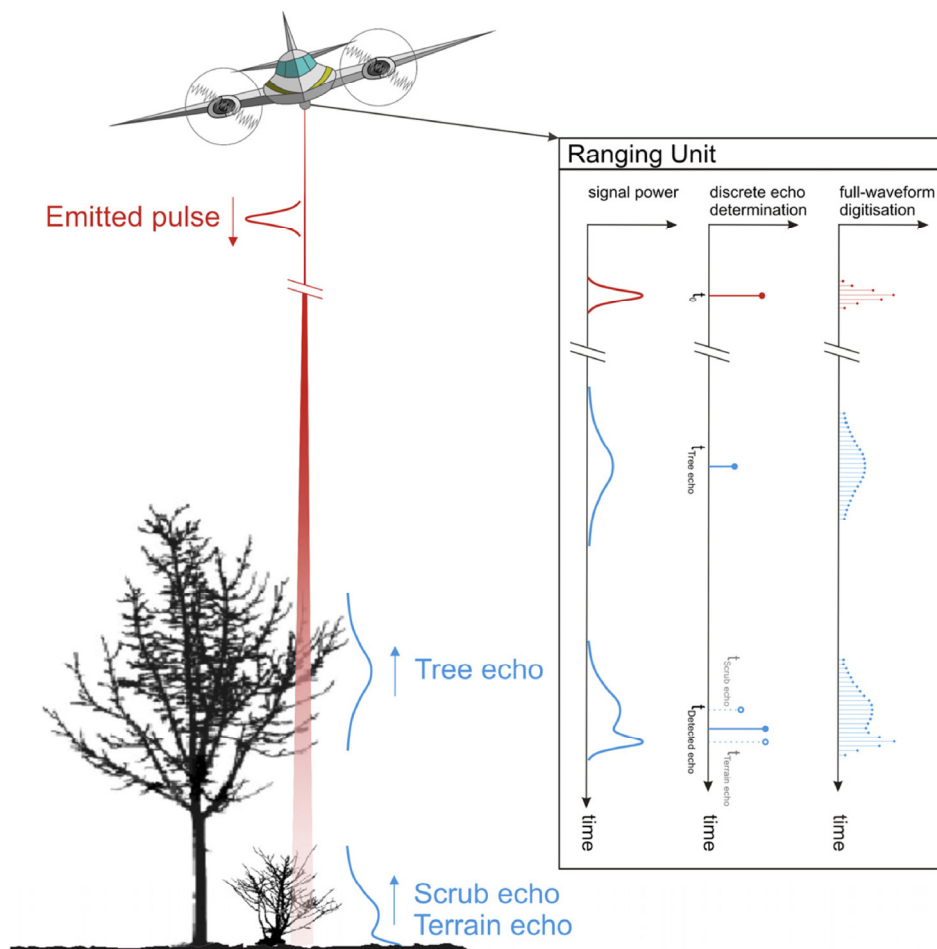 Ranging Unit
signal power
discrete echo
determination
full-waveform
digitisation
Emitted pulse
t0
tTree echo
Tree echo
tScrub echo
tDetected echo
tTerrain echo
time
time
time
Scrub echo
Terrain echo